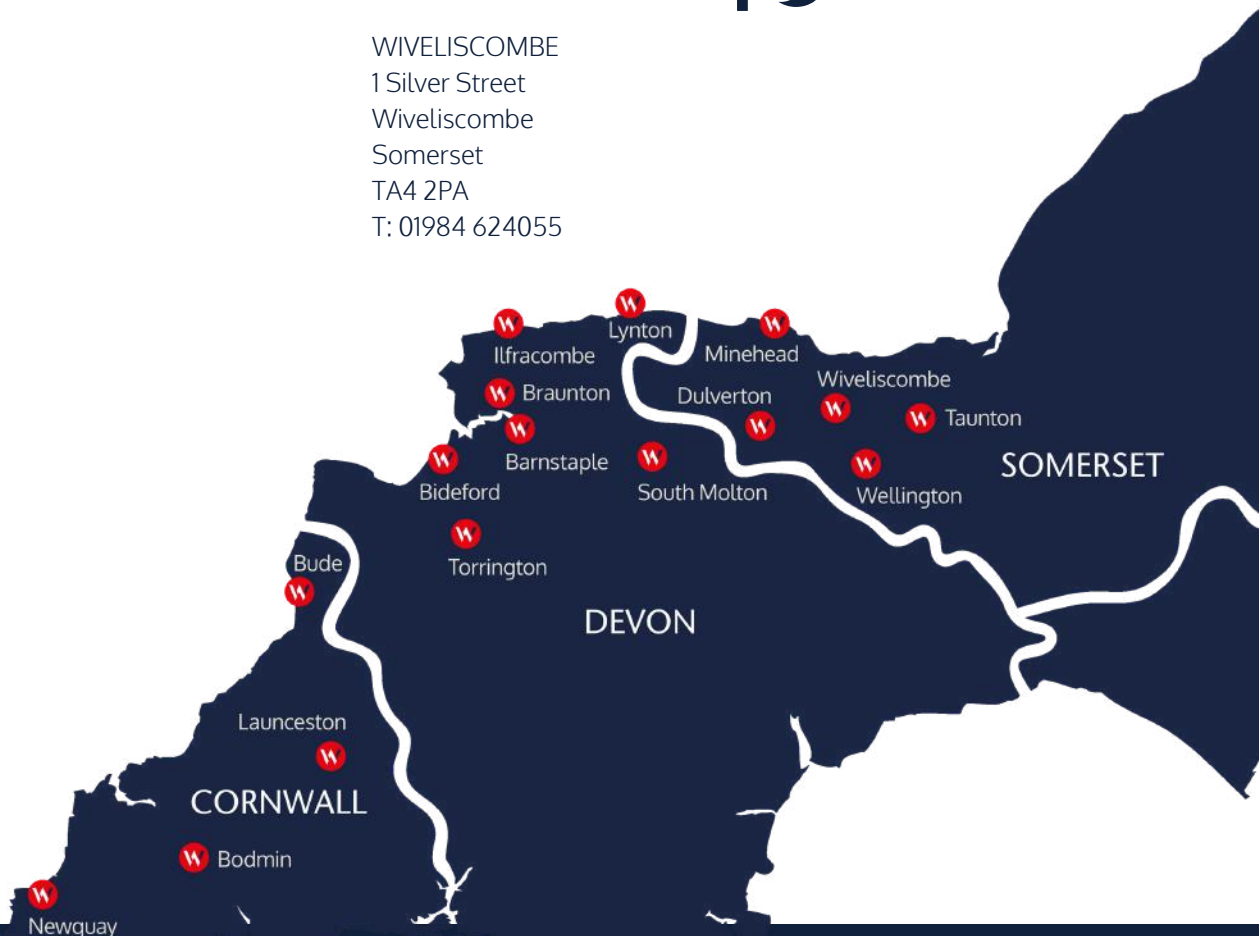 WIVELISCOMBE
1 Silver Street
Wiveliscombe
Somerset
TA4 2PA
T: 01984 624055
Lynton
Ilfracombe
Minehead
Wiveliscombe
Braunton
Dulverton
Taunton
Barnstaple
SOMERSET
Bideford
South Molton
Wellington
Bude
Torrington
DEVON
Launceston
CORNWALL
Bodmin
Newquay